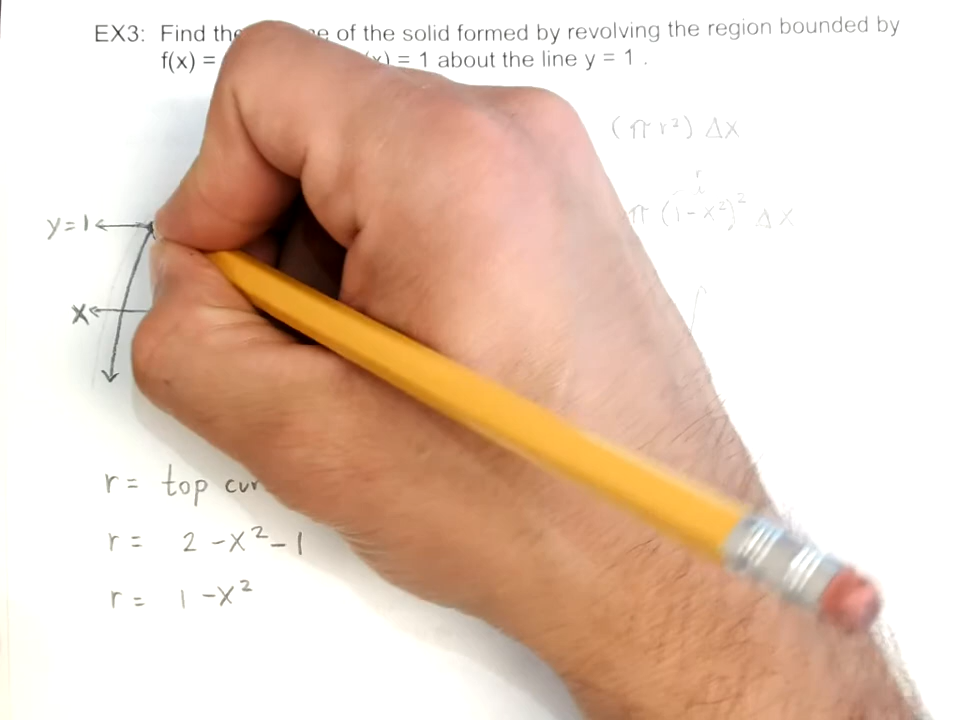 EX3: Find of the solid formed by revolving the region bounded by
f(x) = = 1 about the line y = 1 .
(π r²) Δx
r
π (1-x²)² Δx
y=1
x
r= top
r= 2-x²-1
r= 1-x²